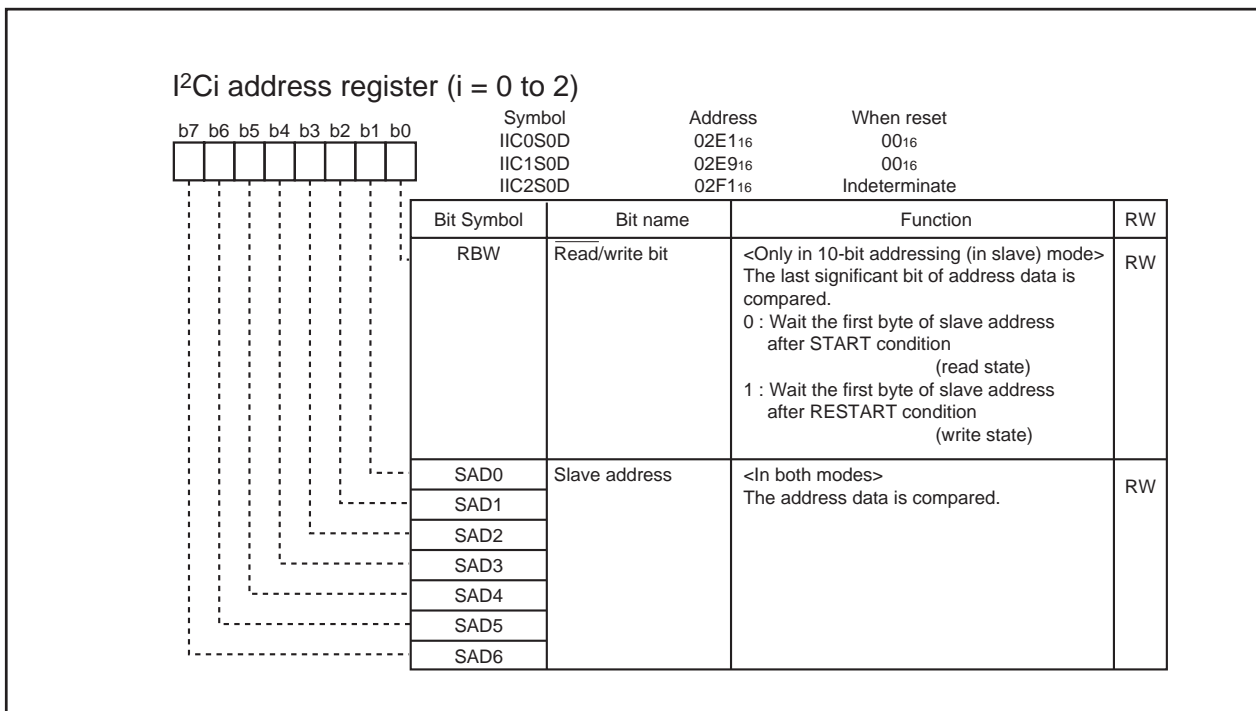 I²Ci address register (i = 0 to 2)
b7 b6 b5 b4 b3 b2 b1 b0
Symbol Address When reset
IIC0S0D 02E1₁₆ 00₁₆
IIC1S0D 02E9₁₆ 00₁₆
IIC2S0D 02F1₁₆ Indeterminate
Bit Symbol Bit name Function RW
RBW Read/write bit <Only in 10-bit addressing (in slave) mode> RW
The last significant bit of address data is
compared.
0 : Wait the first byte of slave address
after START condition
(read state)
1 : Wait the first byte of slave address
after RESTART condition
(write state)
SAD0 Slave address <In both modes> RW
The address data is compared.
SAD1
SAD2
SAD3
SAD4
SAD5
SAD6